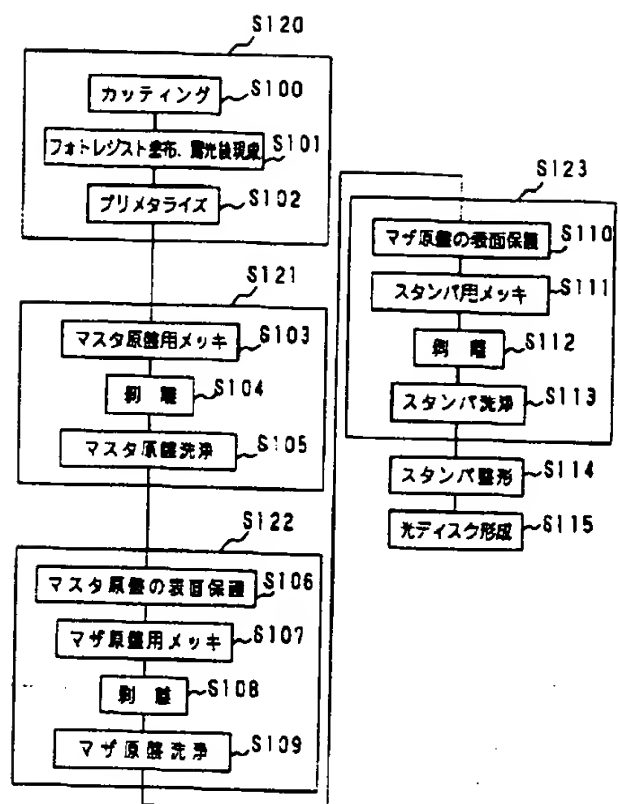 S120
カッティング S100
フォトレジスト塗布、露光後現象 S101
プリメタライズ S102
S121
マスタ原盤用メッキ S103
剥離 S104
マスタ原盤洗浄 S105
S122
マスタ原盤の表面保護 S106
マザ原盤用メッキ S107
剥離 S108
マザ原盤洗浄 S109
S123
マザ原盤の表面保護 S110
スタンパ用メッキ S111
剥離 S112
スタンパ洗浄 S113
スタンパ整形 S114
光ディスク形成 S115